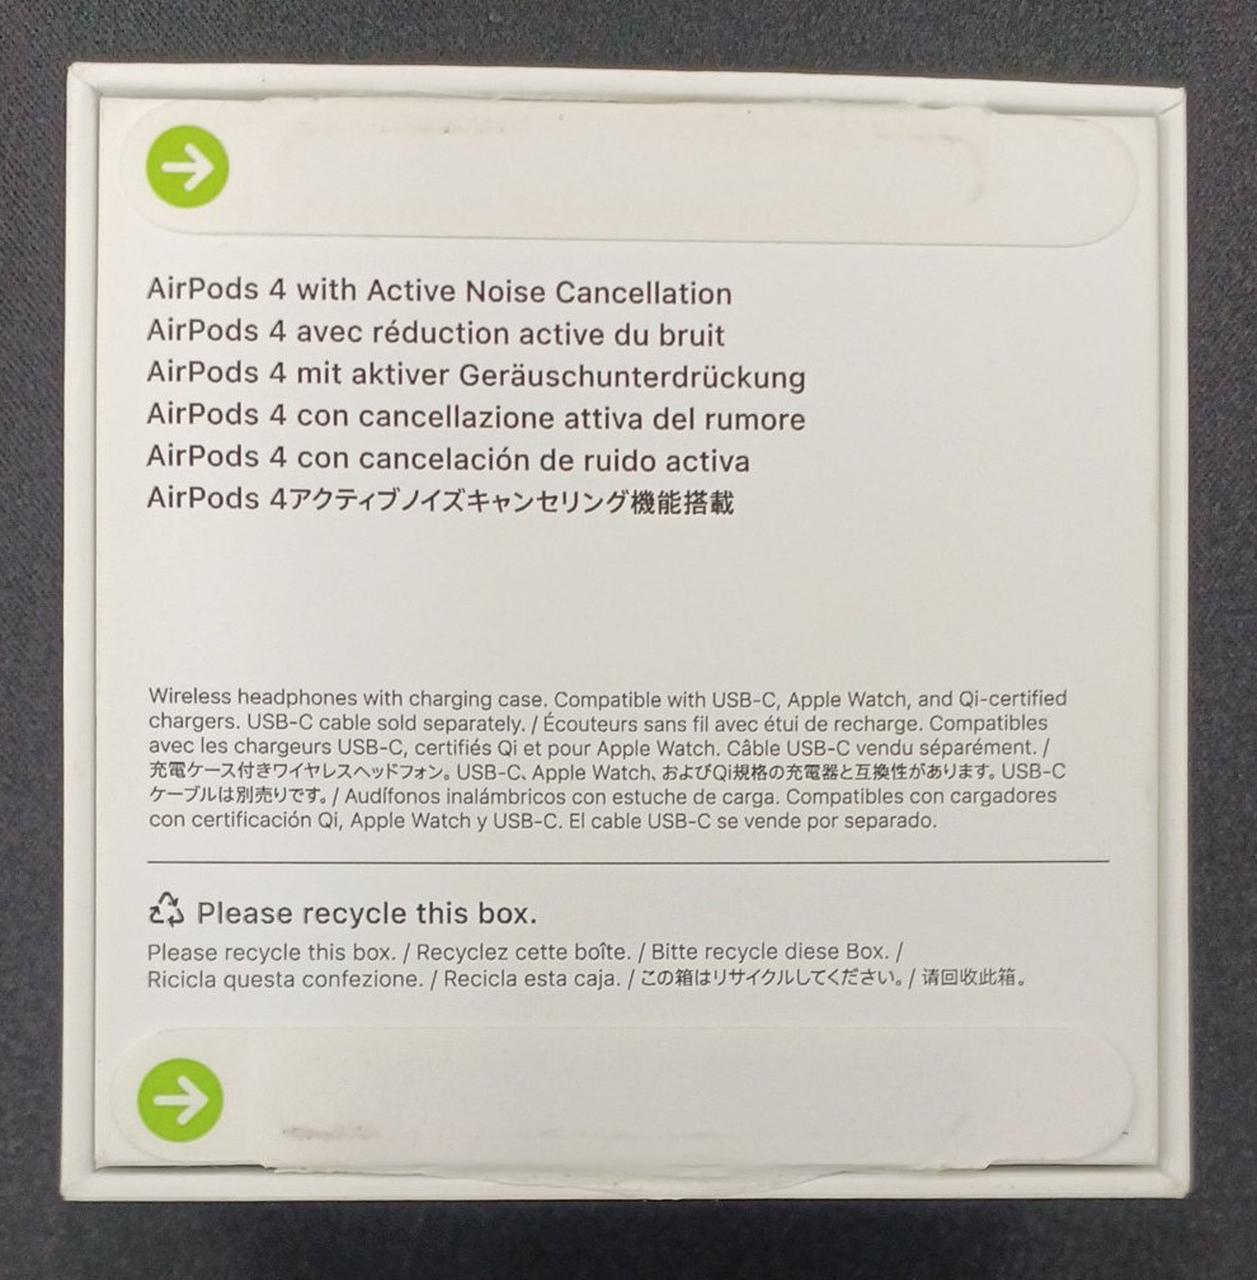 AirPods 4 with Active Noise Cancellation
AirPods 4 avec réduction active du bruit
AirPods 4 mit aktiver Geräuschunterdrückung
AirPods 4 con cancellazione attiva del rumore
AirPods 4 con cancelación de ruido activa
AirPods 4アクティブノイズキャンセリング機能搭載
Wireless headphones with charging case. Compatible with USB-C, Apple Watch, and Qi-certified
chargers. USB-C cable sold separately. / Écouteurs sans fil avec étui de recharge. Compatibles
avec les chargeurs USB-C, certifiés Qi et pour Apple Watch. Câble USB-C vendu séparément. /
充電ケース付きワイヤレスヘッドフォン。USB-C、Apple Watch、およびQi規格の充電器と互換性があります。USB-C
ケーブルは別売りです。/ Audífonos inalámbricos con estuche de carga. Compatibles con cargadores
con certificación Qi, Apple Watch y USB-C. El cable USB-C se vende por separado.
Please recycle this box.
Please recycle this box. / Recyclez cette boîte. / Bitte recycle diese Box. /
Ricicla questa confezione. / Recicla esta caja. / この箱はリサイクルしてください。/ 请回收此箱。